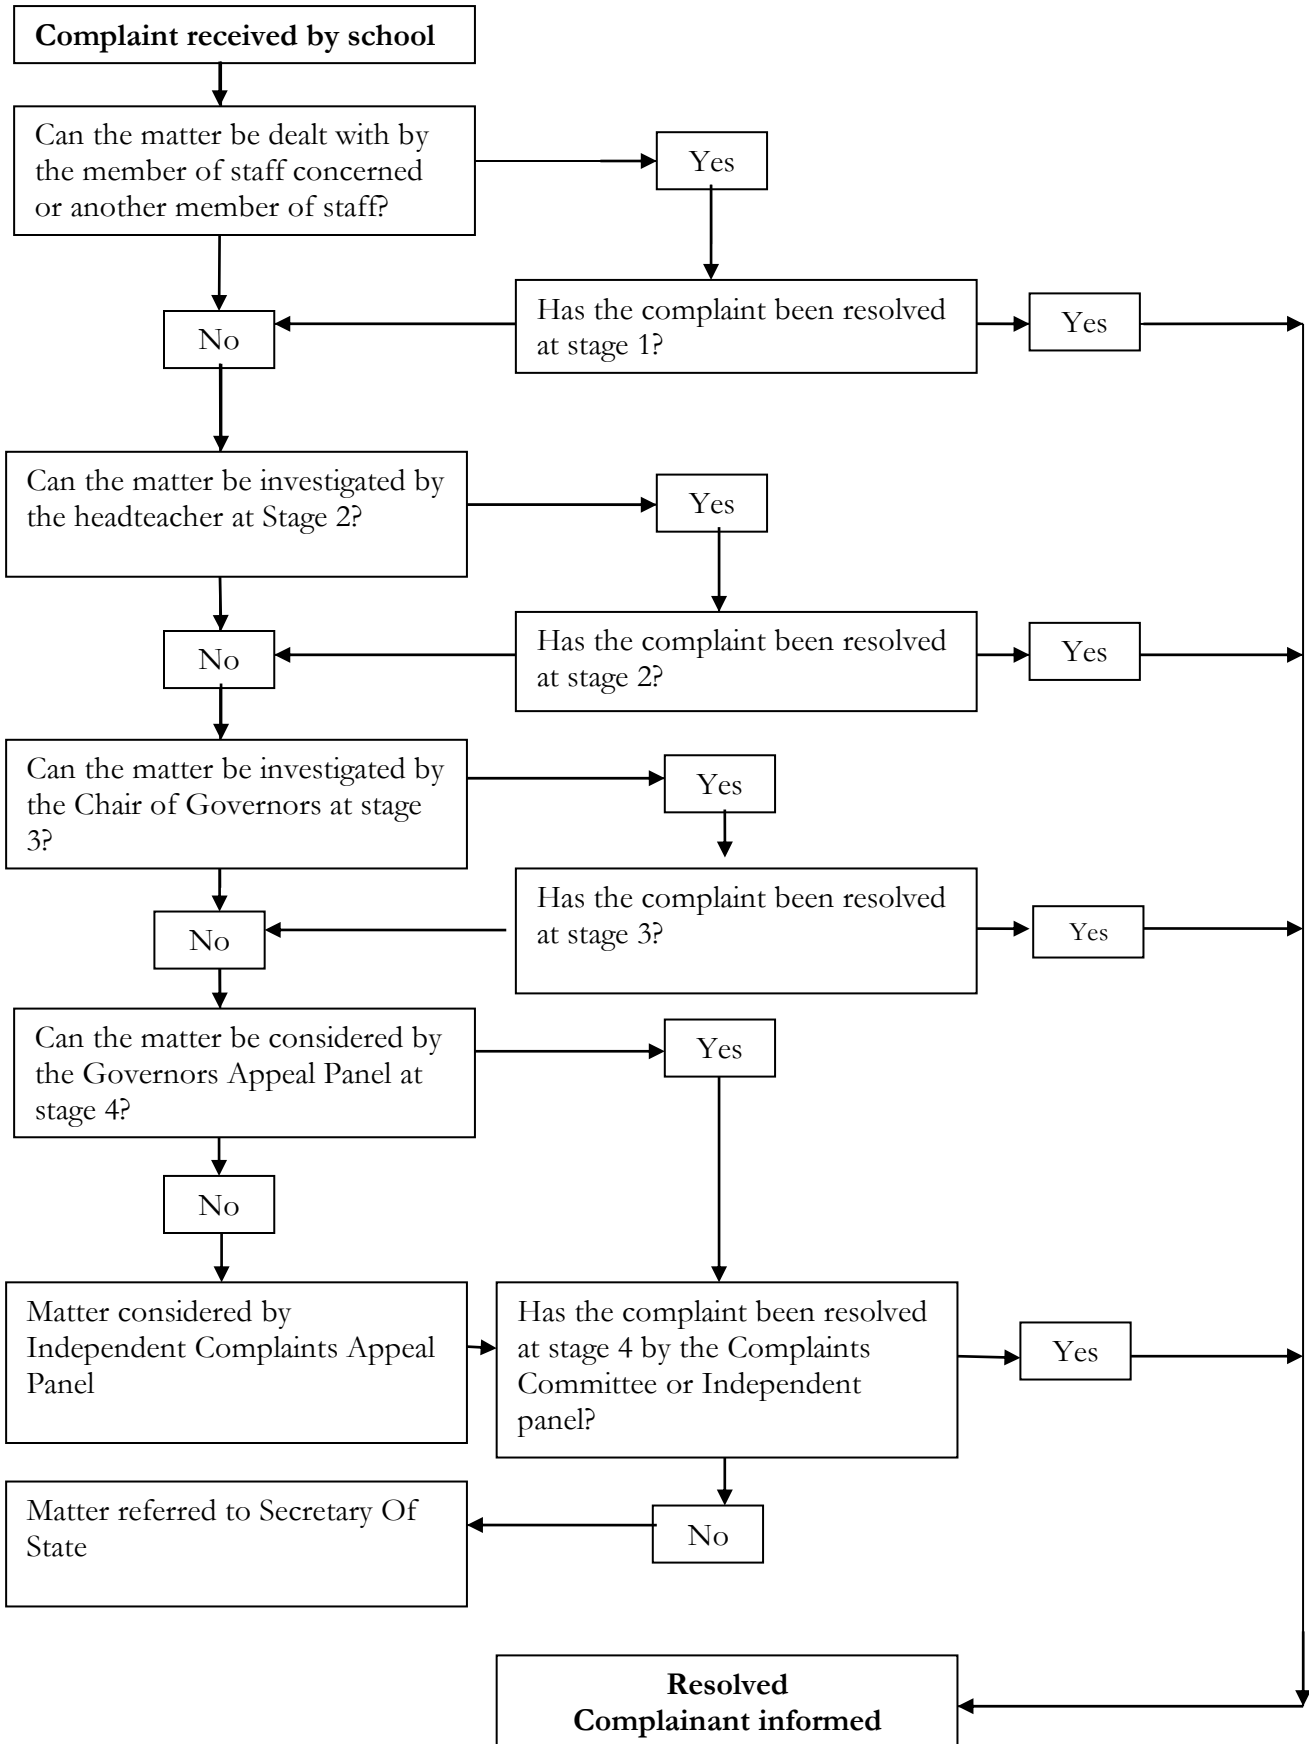 Complaint received by school
Can the matter be dealt with by
the member of staff concerned
or another member of staff?
Yes
Has the complaint been resolved
at stage 1?
Yes
No
Can the matter be investigated by
the headteacher at Stage 2?
Yes
Has the complaint been resolved
at stage 2?
Yes
No
Can the matter be investigated by
the Chair of Governors at stage
3?
Yes
Has the complaint been resolved
at stage 3?
Yes
No
Can the matter be considered by
the Governors Appeal Panel at
stage 4?
Yes
No
Matter considered by
Independent Complaints Appeal
Panel
Has the complaint been resolved
at stage 4 by the Complaints
Committee or Independent
panel?
Yes
No
Matter referred to Secretary Of
State
Resolved
Complainant informed